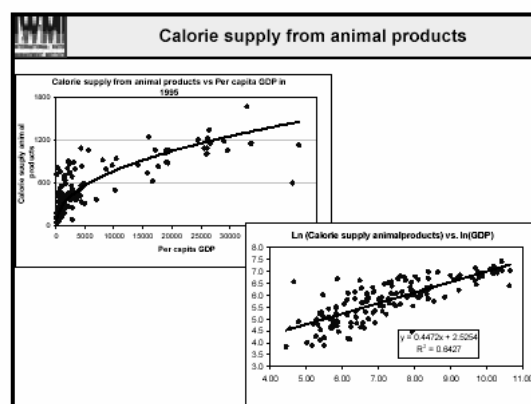 Calorie supply from animal products
Calorie supply from animal products vs Per capita GDP in
1995
Calorie suuply animal
products
1800
1200
600
0
0 5000 10000 15000 20000 25000 30000
Per capita GDP
Ln (Calorie supply animalproducts) vs. ln(GDP)
8.0
7.5
7.0
6.5
6.0
5.5
5.0
4.5
4.0
3.5
3.0
y = 0.4472x + 2.5254
R² = 0.6427
4.00 5.00 6.00 7.00 8.00 9.00 10.00 11.00